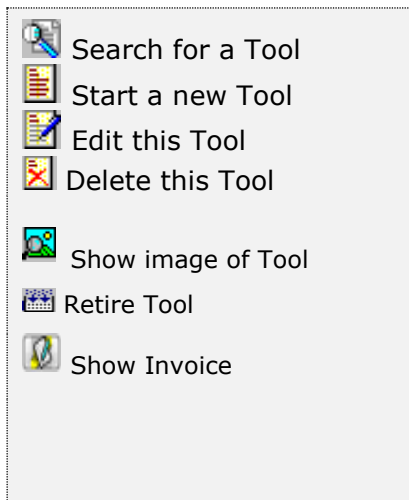 Search for a Tool
Start a new Tool
Edit this Tool
Delete this Tool
Show image of Tool
Retire Tool
Show Invoice